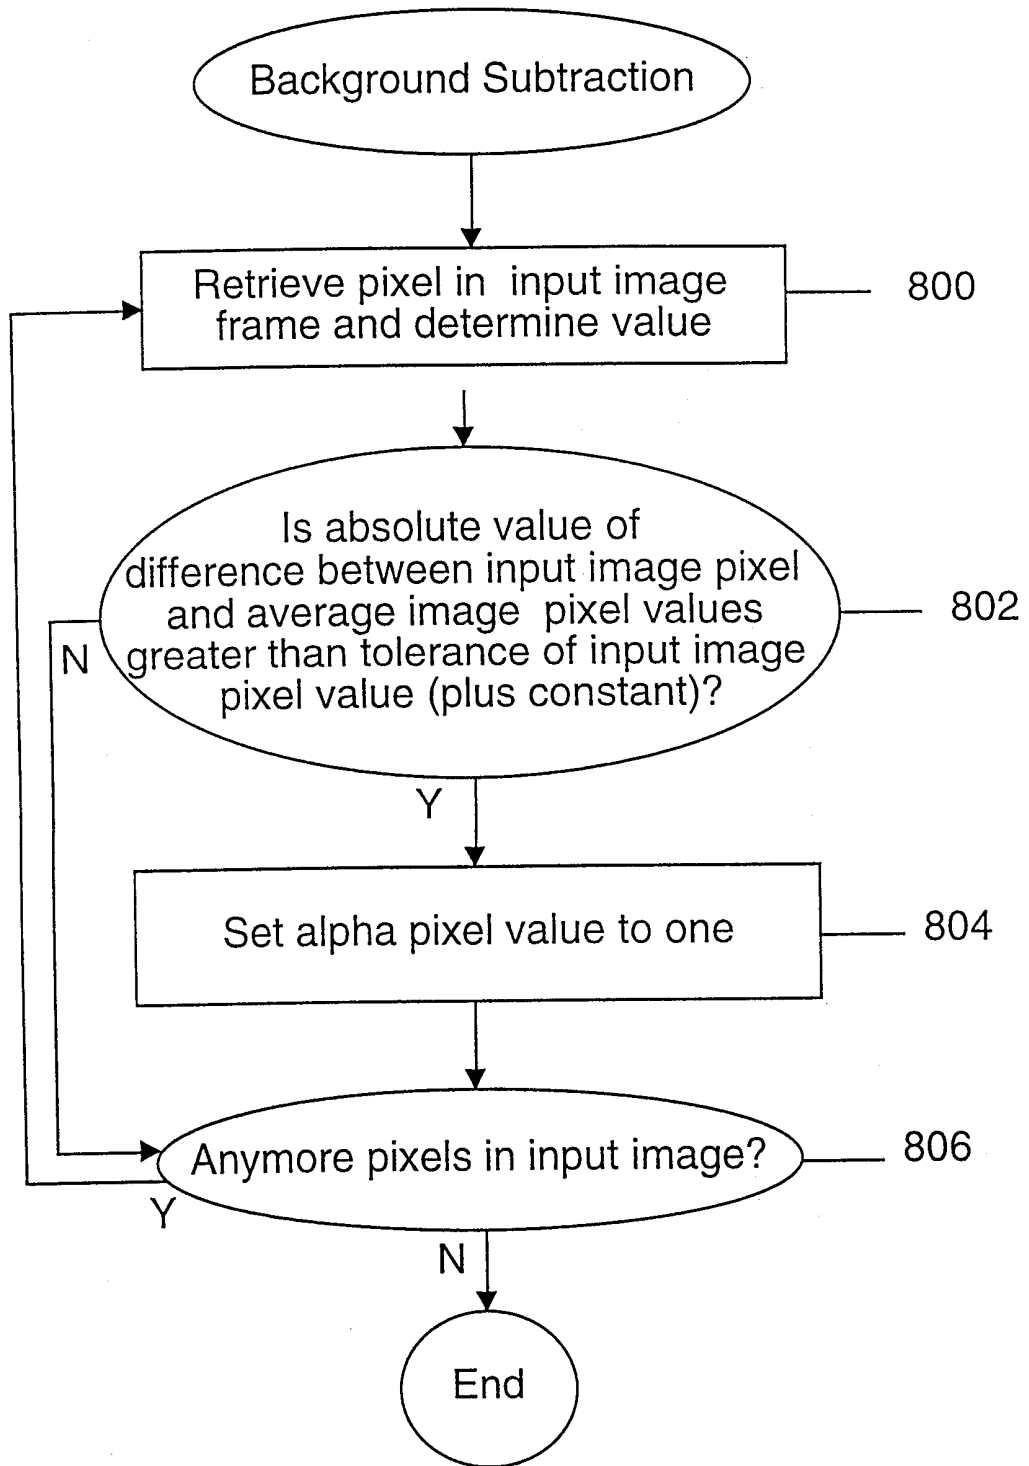 Background Subtraction
Retrieve pixel in input image
frame and determine value
800
Is absolute value of
difference between input image pixel
and average image pixel values
greater than tolerance of input image
pixel value (plus constant)?
802
N
Y
Set alpha pixel value to one
804
Anymore pixels in input image?
806
Y
N
End